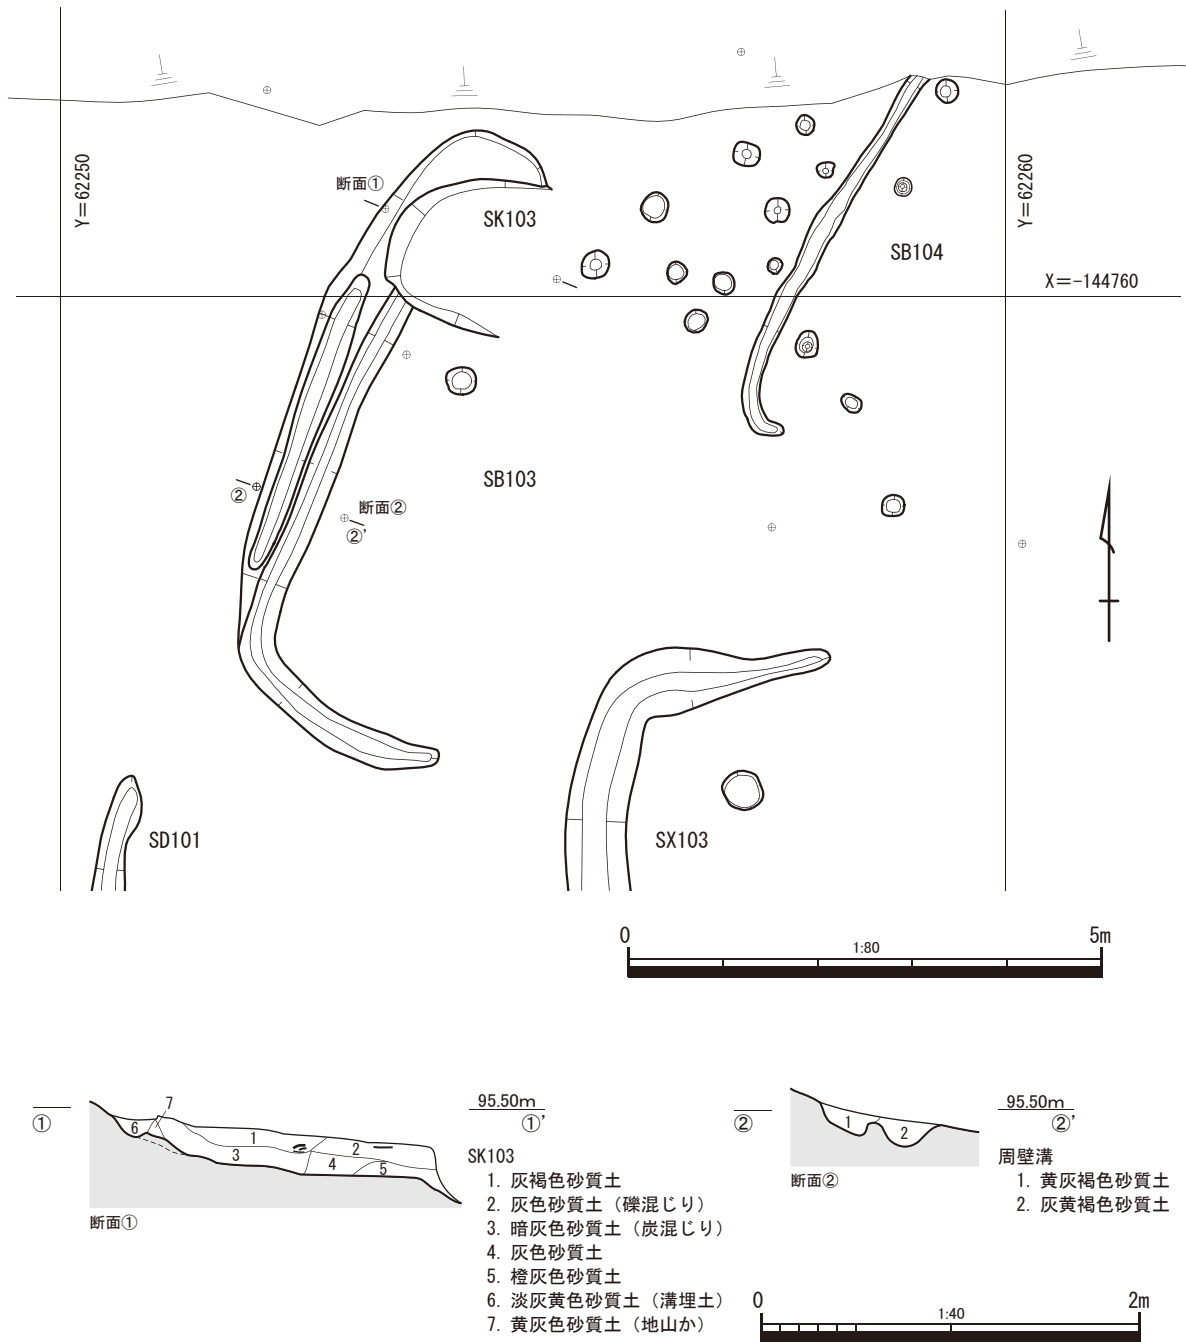 Y=62250
断面①
SK103
Y=62260
SB104
X=-144760
②
断面②
②'
SB103
SD101
SX103
0 5m
1:80
① 95.50m ①'
7
6 1 2
3 4 5
断面①
SK103
1. 灰褐色砂質土
2. 灰色砂質土（礫混じり）
3. 暗灰色砂質土（炭混じり）
4. 灰色砂質土
5. 橙灰色砂質土
6. 淡灰黄色砂質土（溝埋土）
7. 黄灰色砂質土（地山か）
② 95.50m ②'
1 2
断面②
周壁溝
1. 黄灰褐色砂質土
2. 灰黄褐色砂質土
0 2m
1:40